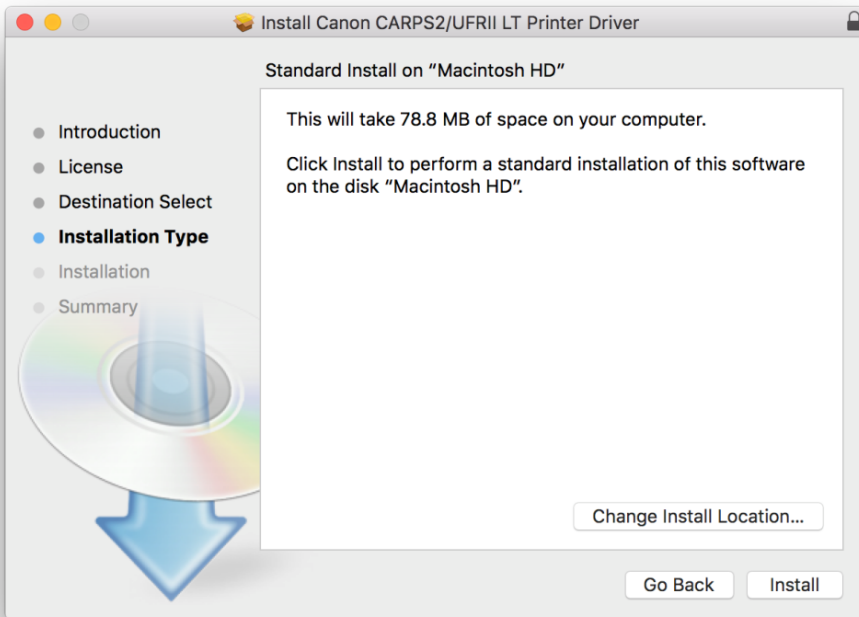 Install Canon CARPS2/UFRII LT Printer Driver
Standard Install on “Macintosh HD”
Introduction
License
Destination Select
Installation Type
Installation
Summary
This will take 78.8 MB of space on your computer.
Click Install to perform a standard installation of this software
on the disk “Macintosh HD”.
Change Install Location...
Go Back
Install